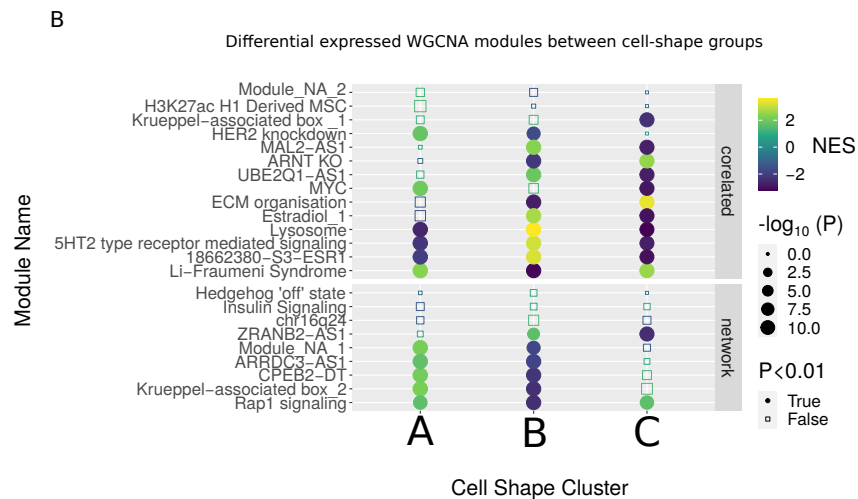 B
Differential expressed WGCNA modules between cell-shape groups
Module Name
Module_NA_2
H3K27ac H1 Derived MSC
Krueppel-associated box _1
HER2 knockdown
MAL2-AS1
ARNT KO
UBE2Q1-AS1
MYC
ECM organisation
Estradiol_1
Lysosome
5HT2 type receptor mediated signaling
18662380-S3-ESR1
Li-Fraumeni Syndrome
corelated
Hedgehog 'off' state
Insulin Signaling
chr16q24
ZRANB2-AS1
Module_NA_1
ARRDC3-AS1
CPEB2-DT
Krueppel-associated box_2
Rap1 signaling
network
A B C
Cell Shape Cluster
2
0
-2
NES
-log10 (P)
0.0
2.5
5.0
7.5
10.0
P<0.01
True
False